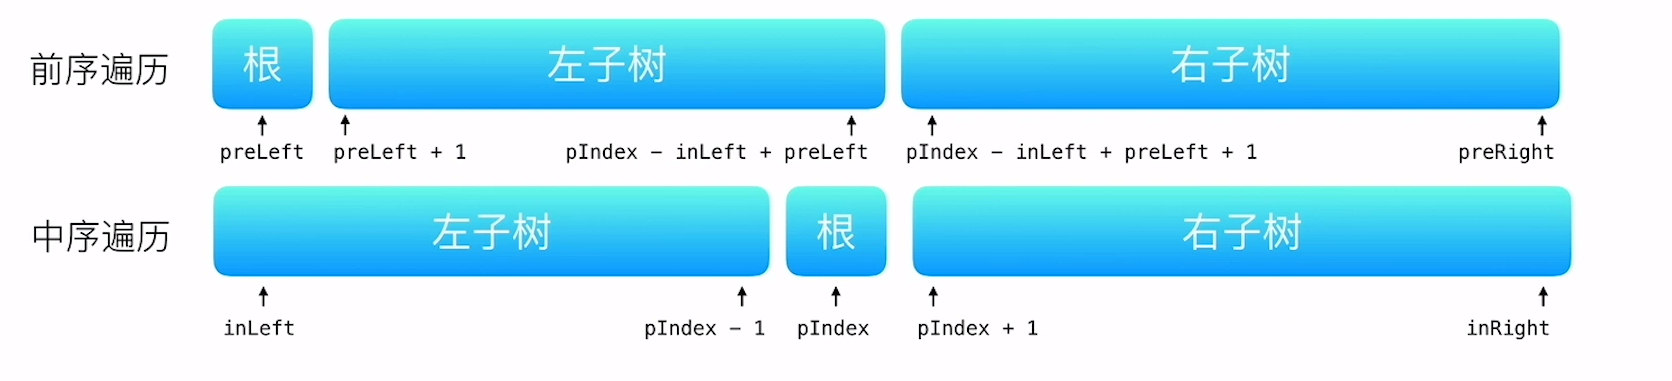 前序遍历 根 左子树 右子树
preLeft preLeft + 1 pIndex − inLeft + preLeft pIndex − inLeft + preLeft + 1 preRight
中序遍历 左子树 根 右子树
inLeft pIndex − 1 pIndex pIndex + 1 inRight